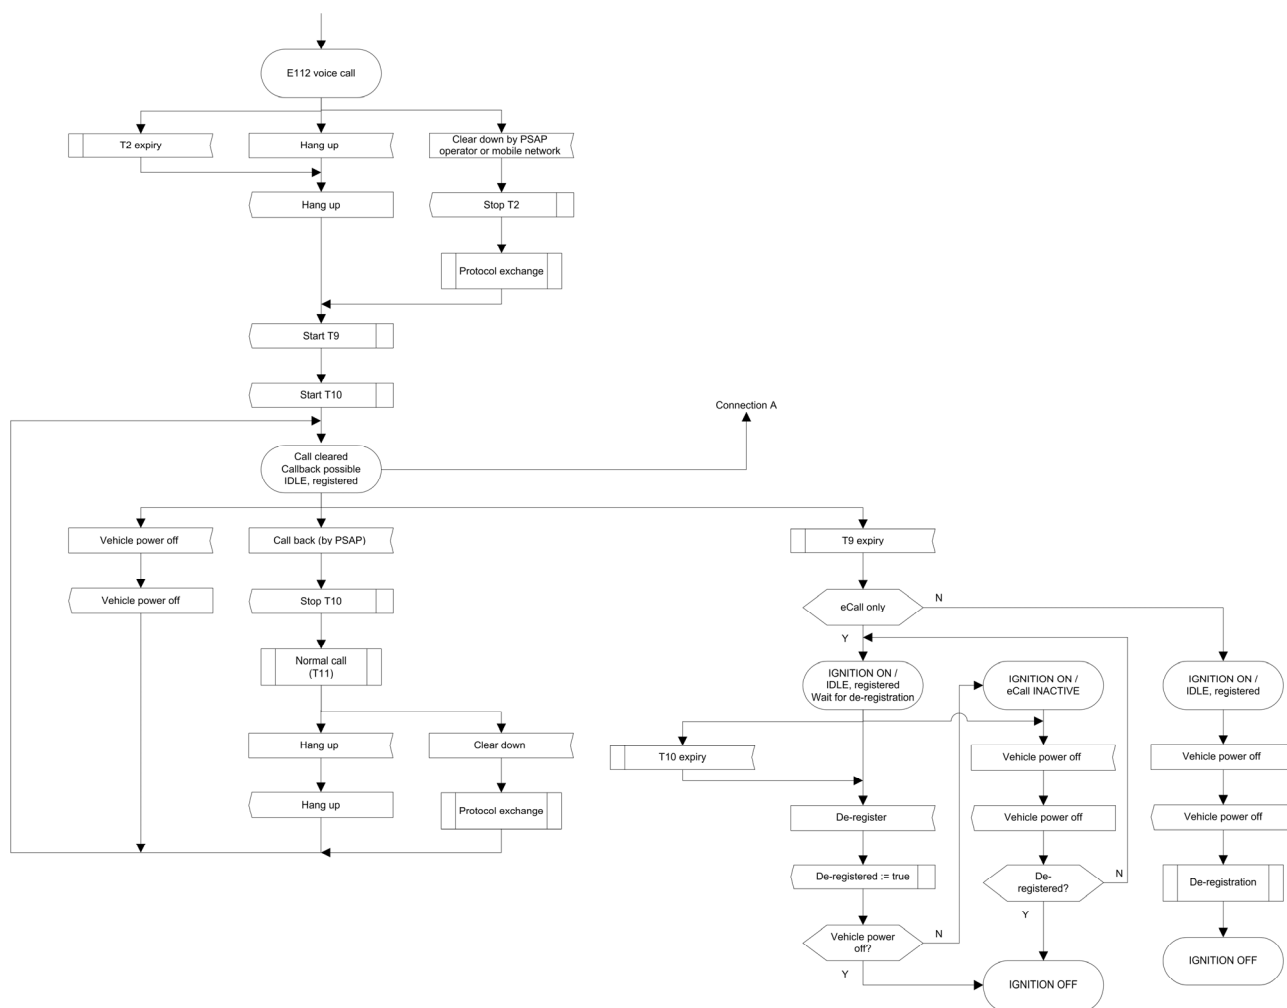 E112 voice call
T2 expiry
Hang up
Clear down by PSAP
operator or mobile network
Hang up
Stop T2
Protocol exchange
Start T9
Start T10
Connection A
Call cleared
Callback possible
IDLE, registered
Vehicle power off
Call back (by PSAP)
T9 expiry
Vehicle power off
Stop T10
eCall only
N
Y
Normal call
(T11)
IGNITION ON /
IDLE, registered
Wait for de-registration
IGNITION ON /
eCall INACTIVE
IGNITION ON /
IDLE, registered
Hang up
Clear down
T10 expiry
Vehicle power off
Vehicle power off
Hang up
Protocol exchange
De-register
Vehicle power off
Vehicle power off
De-registered := true
De-
registered?
N
Y
De-registration
Vehicle power
off?
N
Y
IGNITION OFF
IGNITION OFF